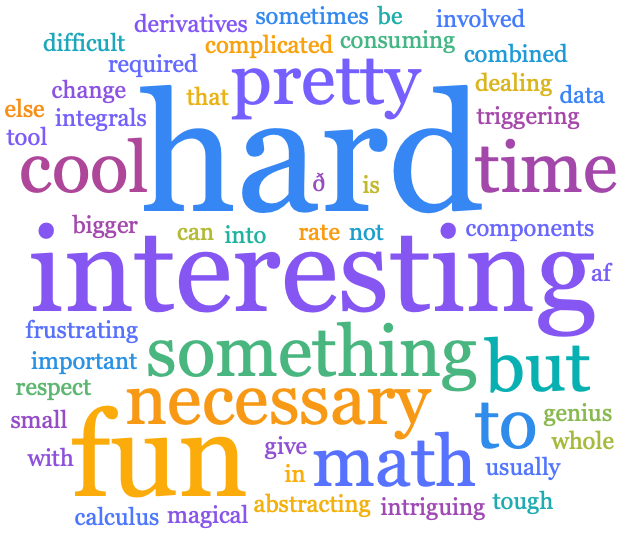 derivatives sometimes be involved
difficult complicated consuming combined
required pretty dealing
change that data
else integrals hard triggering
tool
cool ð is time
bigger can into rate not components
interesting af
frustrating
important something but
respect necessary
small fun to genius
whole
with give math usually
in
calculus magical abstracting intriguing tough